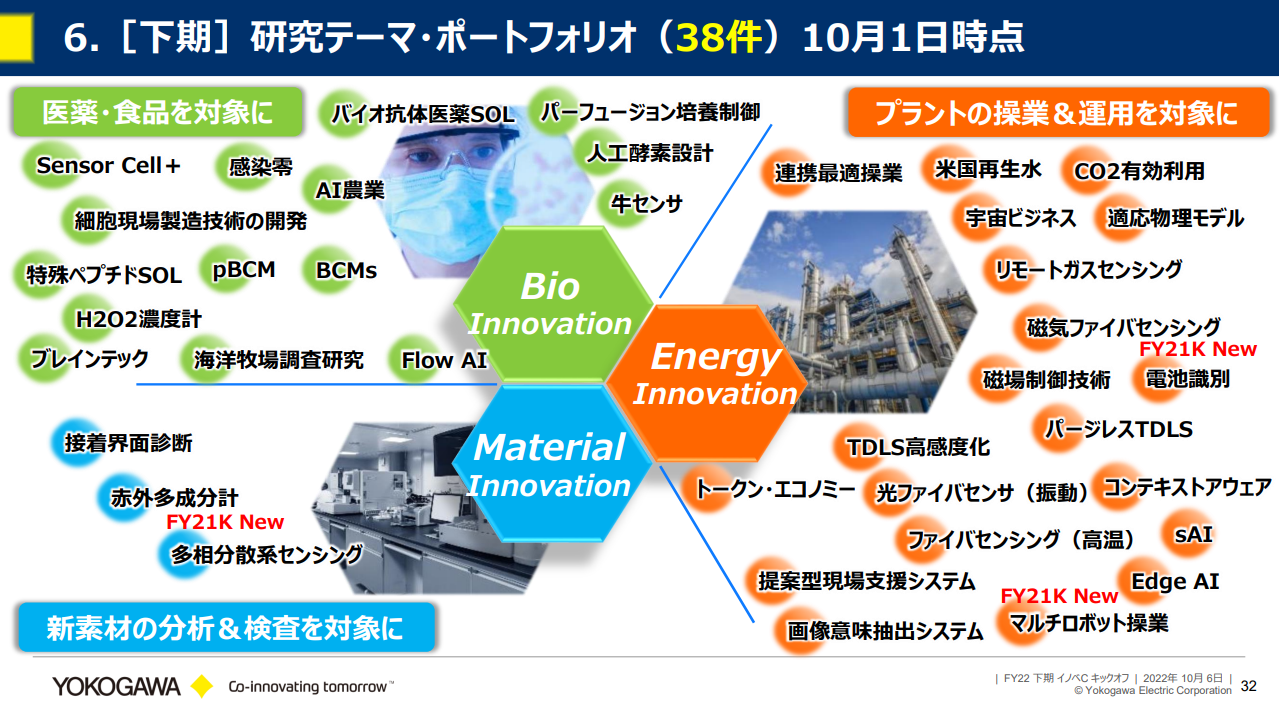 6.［下期］研究テーマ・ポートフォリオ（38件）10月1日時点
医薬・食品を対象に
バイオ抗体医薬SOL
パーフュージョン培養制御
Sensor Cell＋
感染零
人工酵素設計
AI農業
牛センサ
細胞現場製造技術の開発
特殊ペプチドSOL
pBCM
BCMs
H2O2濃度計
ブレインテック
海洋牧場調査研究
Flow AI
Bio
Innovation
プラントの操業＆運用を対象に
連携最適操業
米国再生水
CO2有効利用
宇宙ビジネス
適応物理モデル
リモートガスセンシング
磁気ファイバセンシング
FY21K New
磁場制御技術
電池識別
パージレスTDLS
TDLS高感度化
トークン・エコノミー
光ファイバセンサ（振動）
コンテキストアウェア
ファイバセンシング（高温）
sAI
提案型現場支援システム
Edge AI
FY21K New
マルチロボット操業
画像意味抽出システム
Energy
Innovation
Material
Innovation
接着界面診断
赤外多成分計
FY21K New
多相分散系センシング
新素材の分析＆検査を対象に
YOKOGAWA
Co-innovating tomorrow™
| FY22 下期 イノベC キックオフ | 2022年 10月 6日 |
© Yokogawa Electric Corporation
32